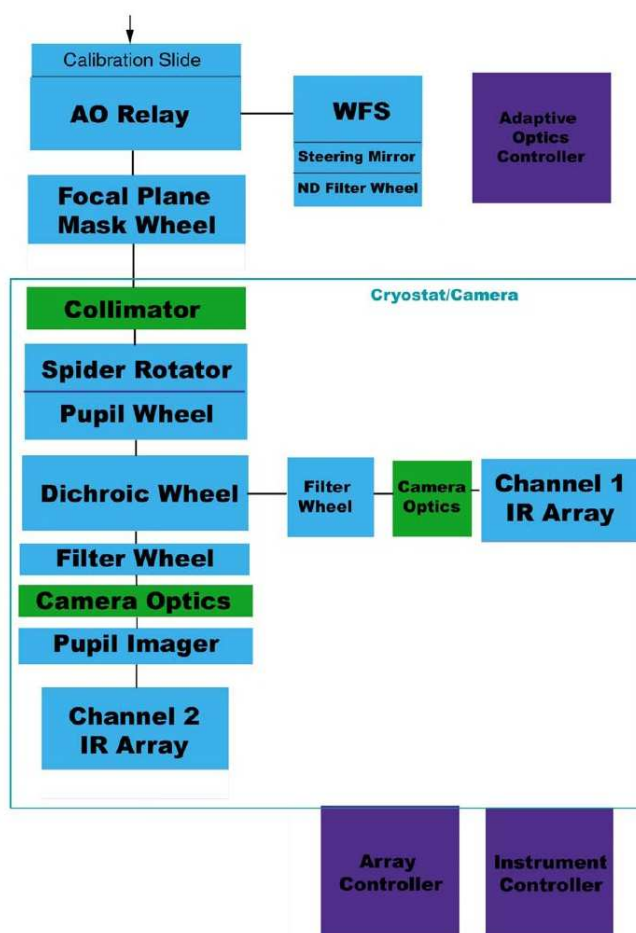 Calibration Slide
AO Relay
WFS
Steering Mirror
ND Filter Wheel
Adaptive
Optics
Controller
Focal Plane
Mask Wheel
Cryostat/Camera
Collimator
Spider Rotator
Pupil Wheel
Dichroic Wheel
Filter
Wheel
Camera
Optics
Channel 1
IR Array
Filter Wheel
Camera Optics
Pupil Imager
Channel 2
IR Array
Array
Controller
Instrument
Controller